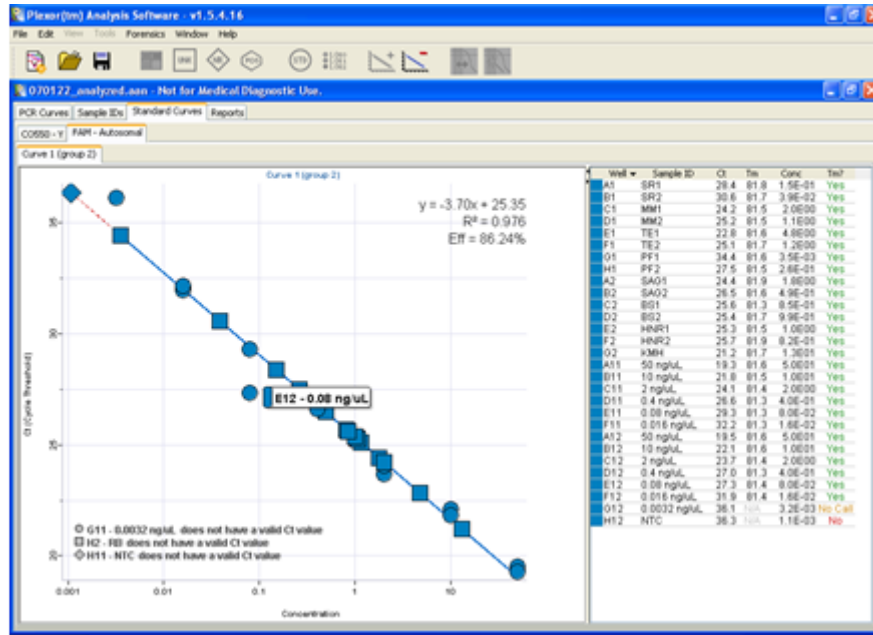 Plexor(tm) Analysis Software - v1.5.4.16
File Edit View Tools Forensics Window Help
070122_analyzed.aan - Not for Medical Diagnostic Use.
PCR Curves Sample IDs Standard Curves Reports
CO550 - Y FAM - Autosomal
Curve 1 (group 2)
Curve 1 (group 2)
y = -3.70x + 25.35
R² = 0.976
Eff = 86.24%
35
30
25
20
Ct (Cycle Threshold)
E12 - 0.08 ng/uL
G11 - 0.0032 ng/uL does not have a valid Ct value
H2 - RB does not have a valid Ct value
H11 - NTC does not have a valid Ct value
0.001 0.01 0.1 1 10
Concentration
Well Sample ID Ct Tm Conc Tm?
A1 SR1 28.4 81.8 1.5E-01 Yes
B1 SR2 30.6 81.7 3.9E-02 Yes
C1 MM1 24.2 81.5 2.0E00 Yes
D1 MM2 25.2 81.5 1.1E00 Yes
E1 TE1 22.8 81.6 4.8E00 Yes
F1 TE2 25.1 81.7 1.2E00 Yes
G1 PF1 34.4 81.6 3.5E-03 Yes
H1 PF2 27.5 81.5 2.6E-01 Yes
A2 SAG1 24.4 81.9 1.8E00 Yes
B2 SAG2 26.5 81.6 4.9E-01 Yes
C2 BS1 25.6 81.3 8.5E-01 Yes
D2 BS2 25.4 81.7 9.9E-01 Yes
E2 HNR1 25.3 81.5 1.0E00 Yes
F2 HNR2 25.7 81.9 8.2E-01 Yes
G2 KMH 21.2 81.7 1.3E01 Yes
A11 50 ng/uL 19.3 81.6 5.0E01 Yes
B11 10 ng/uL 21.8 81.5 1.0E01 Yes
C11 2 ng/uL 24.1 81.4 2.0E00 Yes
D11 0.4 ng/uL 26.6 81.3 4.0E-01 Yes
E11 0.08 ng/uL 29.3 81.3 8.0E-02 Yes
F11 0.016 ng/uL 32.2 81.3 1.6E-02 Yes
A12 50 ng/uL 19.5 81.6 5.0E01 Yes
B12 10 ng/uL 22.1 81.6 1.0E01 Yes
C12 2 ng/uL 23.7 81.4 2.0E00 Yes
D12 0.4 ng/uL 27.0 81.3 4.0E-01 Yes
E12 0.08 ng/uL 27.3 81.4 8.0E-02 Yes
F12 0.016 ng/uL 31.9 81.4 1.6E-02 Yes
G12 0.0032 ng/uL 36.1 N/A 3.2E-03 No Call
H12 NTC 36.3 N/A 1.1E-03 No